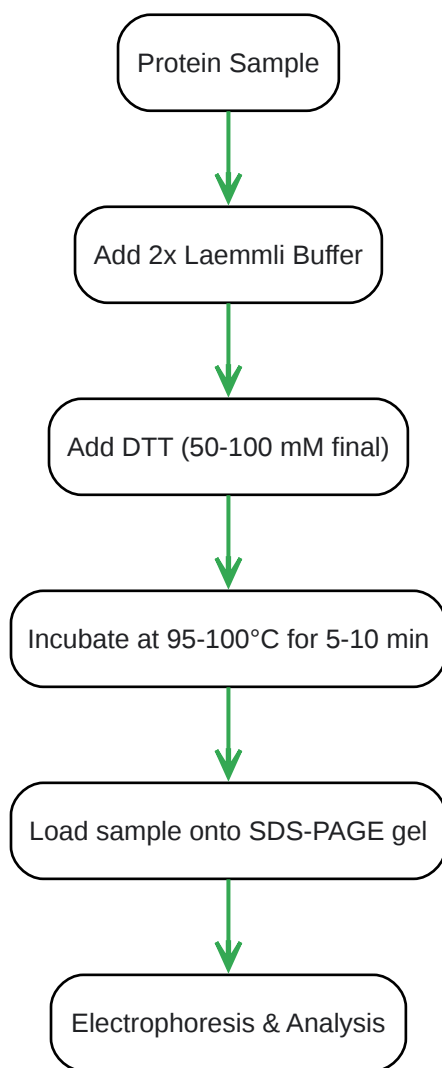 Protein Sample
Add 2x Laemmli Buffer
Add DTT (50-100 mM final)
Incubate at 95-100°C for 5-10 min
Load sample onto SDS-PAGE gel
Electrophoresis & Analysis